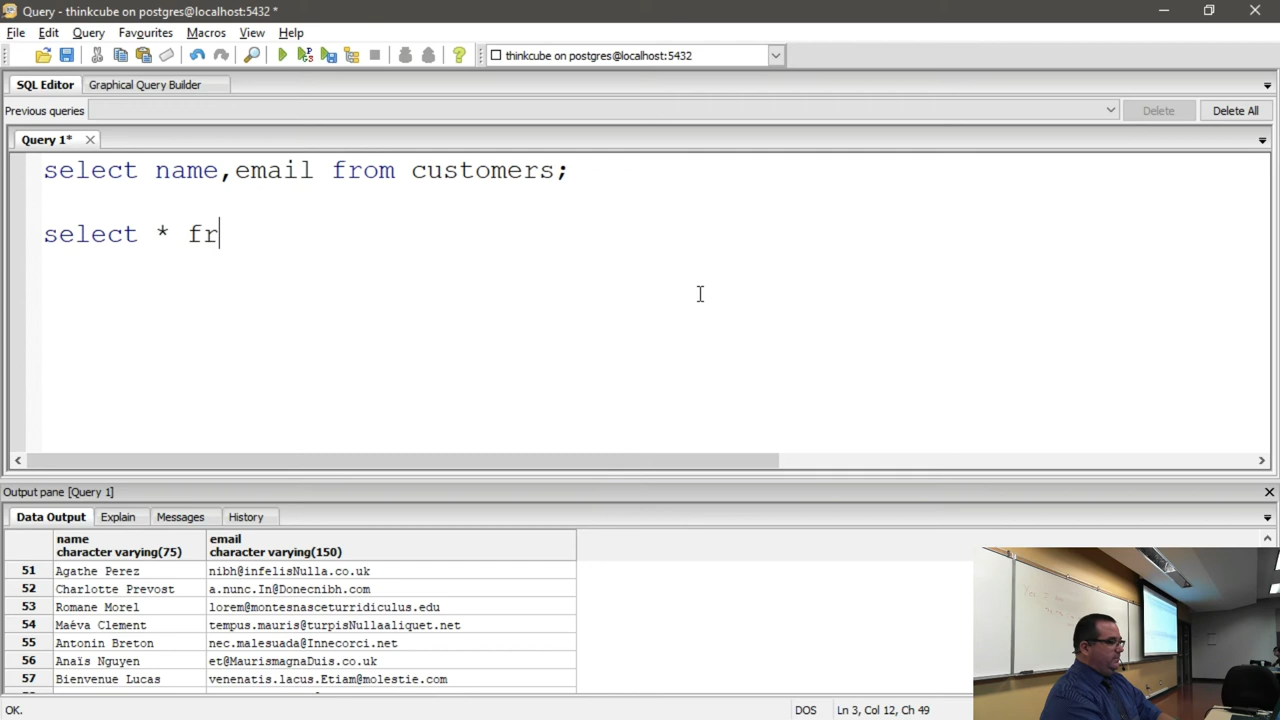 Query - thinkcube on postgres@localhost:5432 *
File Edit Query Favourites Macros View Help
thinkcube on postgres@localhost:5432
SQL Editor Graphical Query Builder
Previous queries Delete Delete All
Query 1*
select name,email from customers;
select * fr
Output pane [Query 1]
Data Output Explain Messages History
name email
character varying(75) character varying(150)
51 Agathe Perez nibh@infelisNulla.co.uk
52 Charlotte Prevost a.nunc.In@Donecnibh.com
53 Romane Morel lorem@montesnasceturridiculus.edu
54 Maéva Clement tempus.mauris@turpisNullaaliquet.net
55 Antonin Breton nec.malesuada@Innecorci.net
56 Anaïs Nguyen et@MaurismagnaDuis.co.uk
57 Bienvenue Lucas venenatis.lacus.Etiam@molestie.com
OK. DOS Ln 3, Col 12, Ch 49